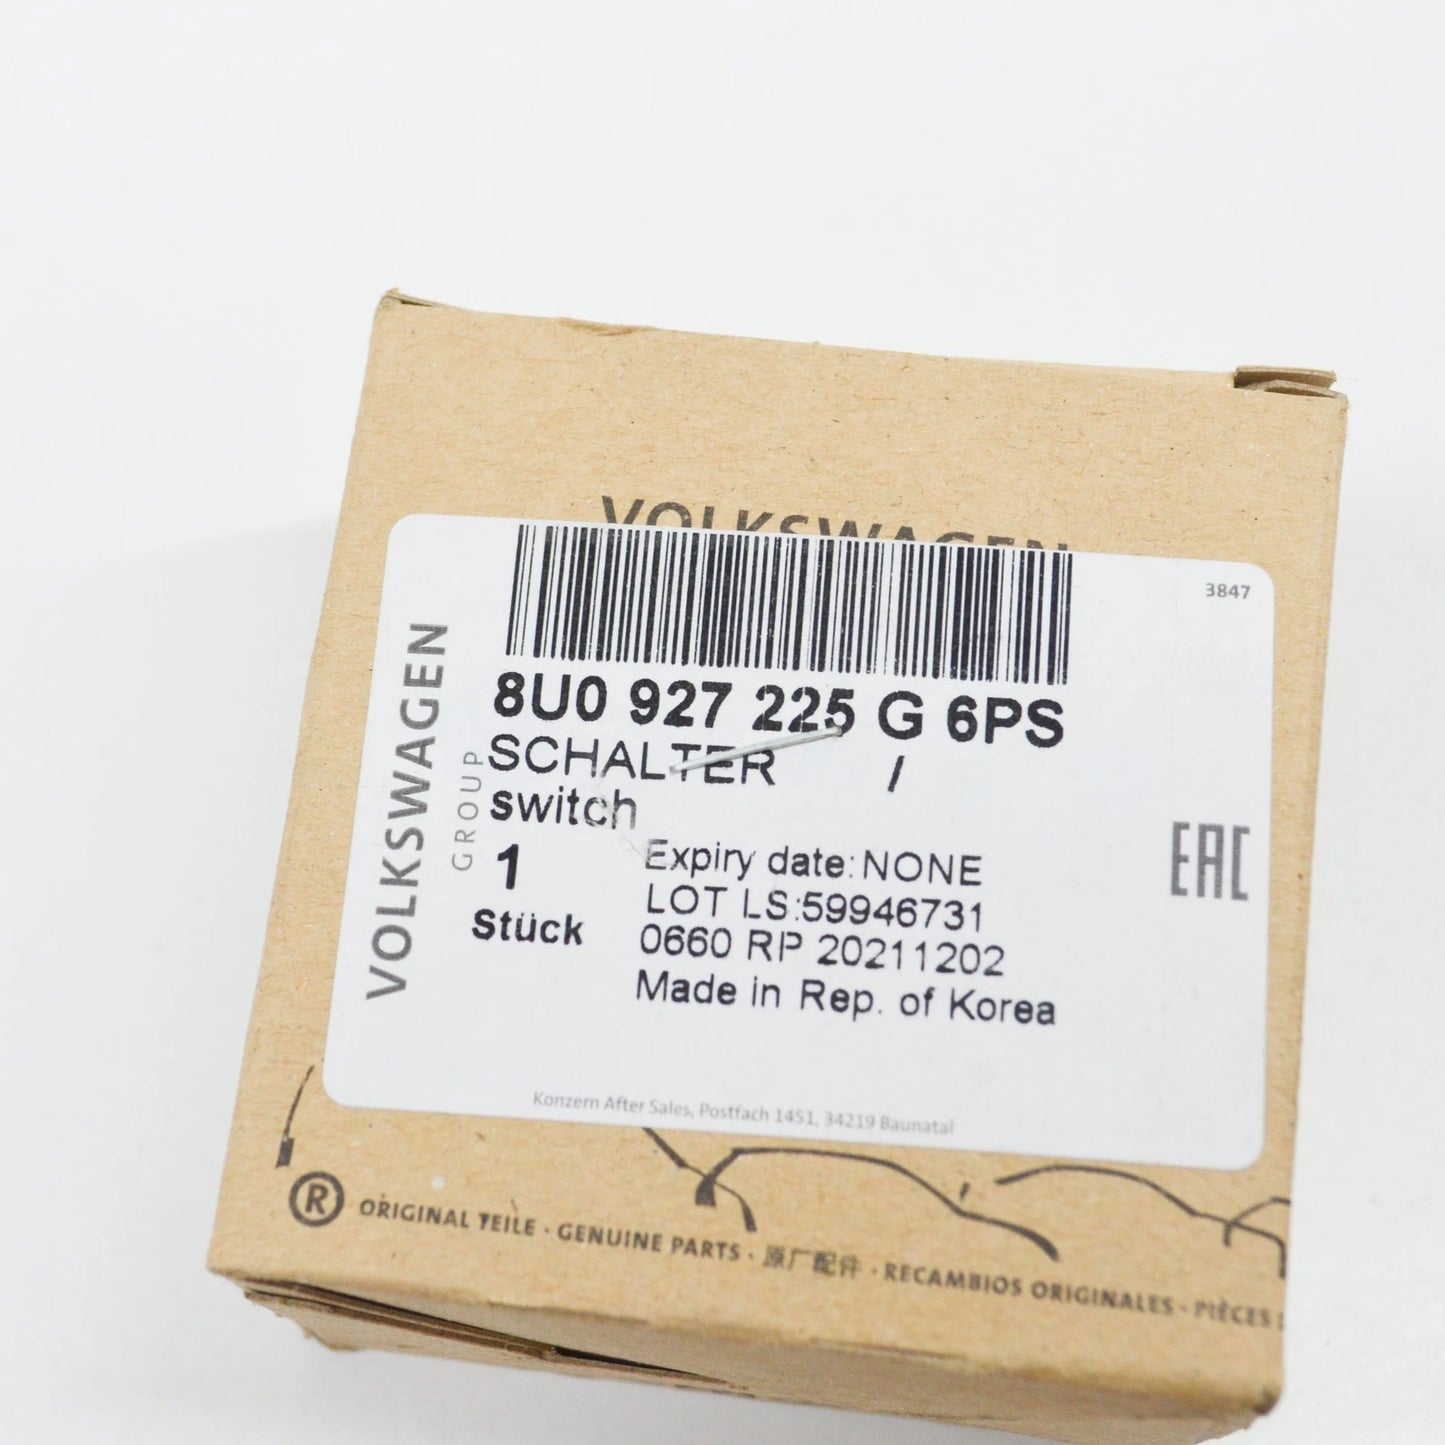 VOLKSWAGEN
3847
VOLKSWAGEN
GROUP
8U0 927 225 G 6PS
SCHALTER /
switch
1
Stück
Expiry date: NONE
LOT LS:59946731
0660 RP 20211202
Made in Rep. of Korea
EAC
Konzern After Sales, Postfach 1451, 34219 Baunatal
® ORIGINAL TEILE · GENUINE PARTS · 原厂配件 · RECAMBIOS ORIGINALES · PIÈCES